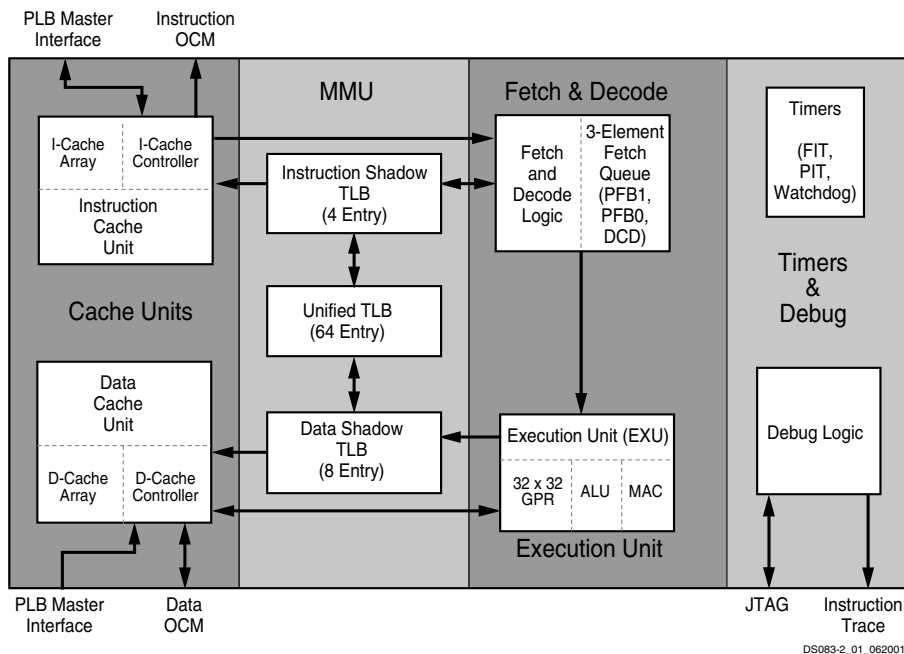 PLB Master
Interface
Instruction
OCM
MMU
Fetch & Decode
I-Cache
Array
I-Cache
Controller
Instruction
Cache
Unit
Instruction Shadow
TLB
(4 Entry)
Fetch
and
Decode
Logic
3-Element
Fetch
Queue
(PFB1,
PFB0,
DCD)
Timers
(FIT,
PIT,
Watchdog)
Cache Units
Unified TLB
(64 Entry)
Timers
&
Debug
Data
Cache
Unit
D-Cache
Array
D-Cache
Controller
Data Shadow
TLB
(8 Entry)
Execution Unit (EXU)
32 x 32
GPR
ALU
MAC
Execution Unit
Debug Logic
PLB Master
Interface
Data
OCM
JTAG
Instruction
Trace
DS083-2_01_062001